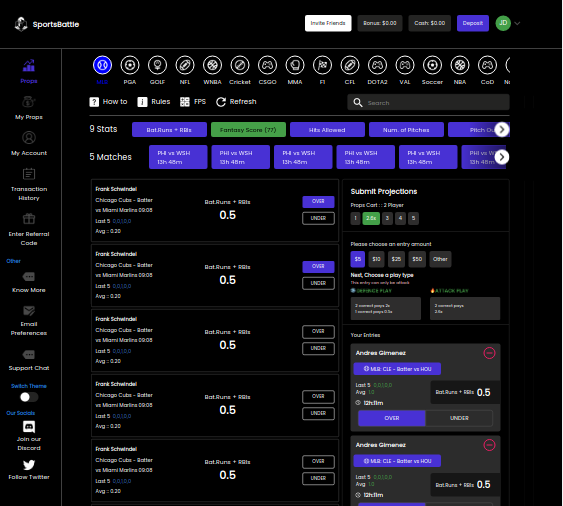 SportsBattle
Invite Friends
Bonus: $0.00
Cash: $0.00
Deposit
JD
Props
My Props
My Account
Transaction
History
Enter Referral
Code
Other
Know More
Email
Preferences
Support Chat
Switch Theme
Our Socials
Join our
Discord
Follow Twitter
PGA
GOLF
NFL
WNBA
Cricket
CSGO
MMA
F1
CFL
DOTA2
VAL
Soccer
NBA
CoD
How to
Rules
FPS
Refresh
Search
9 Stats
Bat.Runs + RBIs
Fantasy Score (77)
Hits Allowed
Num. of Pitches
Pitch Ou
5 Matches
PHI vs WSH
13h 48m
PHI vs WSH
13h 48m
PHI vs WSH
13h 48m
PHI vs WSH
13h 48m
PHI vs WSH
13h 48m
PHI vs WSH
13h 48m
Frank Schwindel
Chicago Cubs - Batter
vs Miami Marlins 09:08
Last 5 0,0,1,0,0
Avg :: 0.20
Bat.Runs + RBIs
0.5
OVER
UNDER
Frank Schwindel
Chicago Cubs - Batter
vs Miami Marlins 09:08
Last 5 0,0,1,0,0
Avg :: 0.20
Bat.Runs + RBIs
0.5
OVER
UNDER
Frank Schwindel
Chicago Cubs - Batter
vs Miami Marlins 09:08
Last 5 0,0,1,0,0
Avg :: 0.20
Bat.Runs + RBIs
0.5
OVER
UNDER
Frank Schwindel
Chicago Cubs - Batter
vs Miami Marlins 09:08
Last 5 0,0,1,0,0
Avg :: 0.20
Bat.Runs + RBIs
0.5
OVER
UNDER
Frank Schwindel
Chicago Cubs - Batter
vs Miami Marlins 09:08
Last 5 0,0,1,0,0
Avg :: 0.20
Bat.Runs + RBIs
0.5
OVER
UNDER
Submit Projections
Props Cart :: 2 Player
1
2.6x
3
4
5
Please choose an entry amount
$5
$10
$25
$50
Other
Next, Choose a play type
This entry can only be attack
DEFENCE PLAY
2 correct pays 2x
1 correct pays 0.5x
ATTACK PLAY
2 correct pays
2.6x
Your Entries
Andres Gimenez
MLB: CLE - Batter vs HOU
Last 5 0,0,1,0,0
Avg
12h:11m
Bat.Runs + RBIs 0.5
OVER
UNDER
Andres Gimenez
MLB: CLE - Batter vs HOU
Last 5 0,0,1,0,0
Avg
12h:11m
Bat.Runs + RBIs 0.5